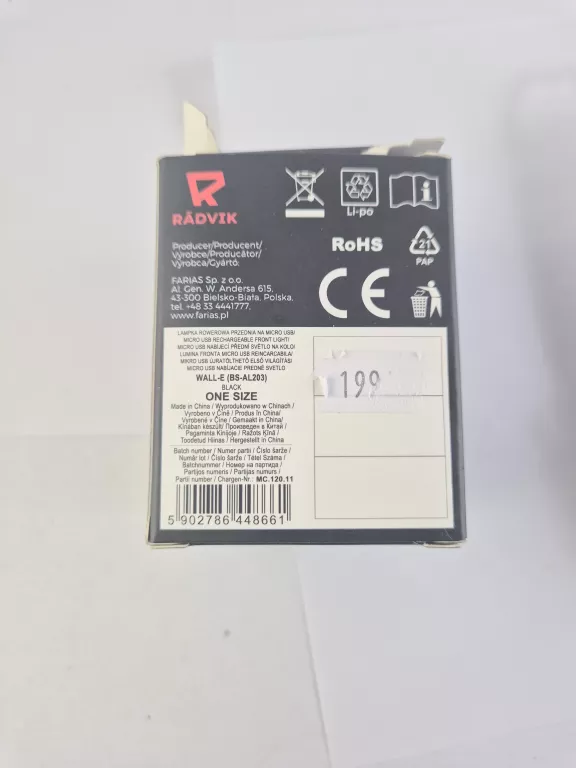 RÅDVIK
Li-po
RoHS
21
PAP
CE
Producer/Producent/
Výrobce/Producător/
Výrobca/Gyártó:
FARIAS Sp. z o.o.
Al. Gen. W. Andersa 615,
43-300 Bielsko-Biała, Polska,
tel. +48 33 4441777,
www.farias.pl
LAMPKA ROWEROWA PRZEDNIA NA MICRO USB/
MICRO USB RECHARGEABLE FRONT LIGHT/
MICRO USB NABÍJECÍ PŘEDNÍ SVĚTLO NA KOLO/
LUMINA FRONTA MICRO USB REINCARCABILA/
MIKRO USB ÚJRATÖLTHETŐ ELSŐ VILÁGÍTÁS/
MICRO USB NABÍJACIE PREDNÉ SVETLO
WALL-E (BS-AL203)
BLACK
ONE SIZE
Made in China / Wyprodukowano w Chinach /
Vyrobeno v Číně / Produs în China/
Vyrobené v Číne / Gemaakt in China/
Kínában készült/ Произведен в Китай /
Pagaminta Kinijoje / Ražots Ķīnā /
Toodetud Hiinas / Hergestellt in China
Batch number / Numer partii / Číslo šarže /
Număr lot / Číslo šarže / Tétel Száma /
Batchnummer / Номер на партида /
Partijos numeris / Partijas numurs /
Partii number / Chargen-Nr.: MC.120.11
5 902786 448661
199